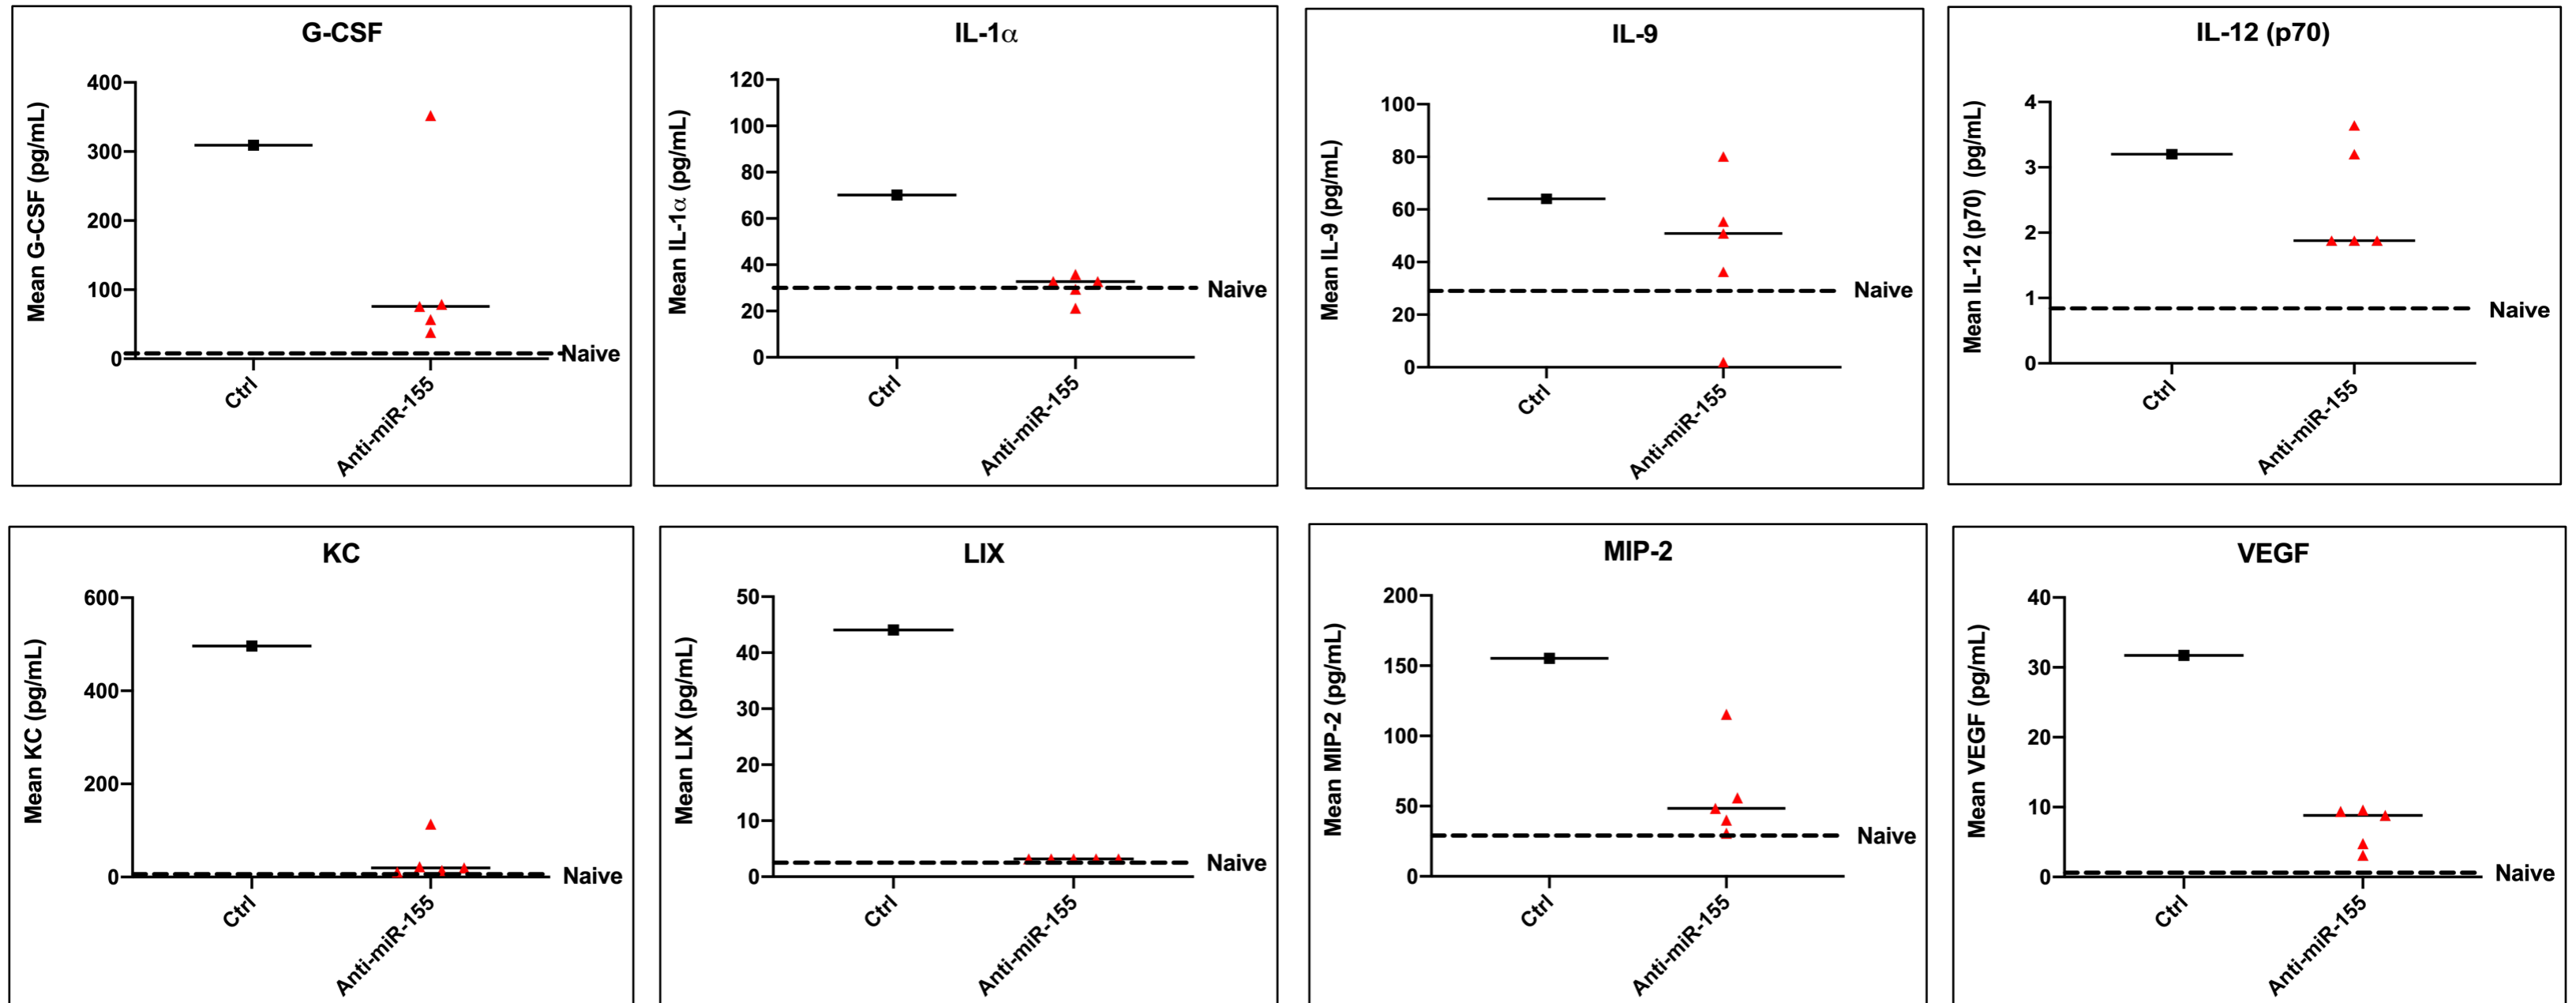 G-CSF
Mean G-CSF (pg/mL)
400
300
200
100
0
Naive
Ctrl
Anti-miR-155
IL-1α
Mean IL-1α (pg/mL)
120
100
80
60
40
20
0
Naive
Ctrl
Anti-miR-155
IL-9
Mean IL-9 (pg/mL)
100
80
60
40
20
0
Naive
Ctrl
Anti-miR-155
IL-12 (p70)
Mean IL-12 (p70) (pg/mL)
4
3
2
1
0
Naive
Ctrl
Anti-miR-155
KC
Mean KC (pg/mL)
600
400
200
0
Naive
Ctrl
Anti-miR-155
LIX
Mean LIX (pg/mL)
50
40
30
20
10
0
Naive
Ctrl
Anti-miR-155
MIP-2
Mean MIP-2 (pg/mL)
200
150
100
50
0
Naive
Ctrl
Anti-miR-155
VEGF
Mean VEGF (pg/mL)
40
30
20
10
0
Naive
Ctrl
Anti-miR-155